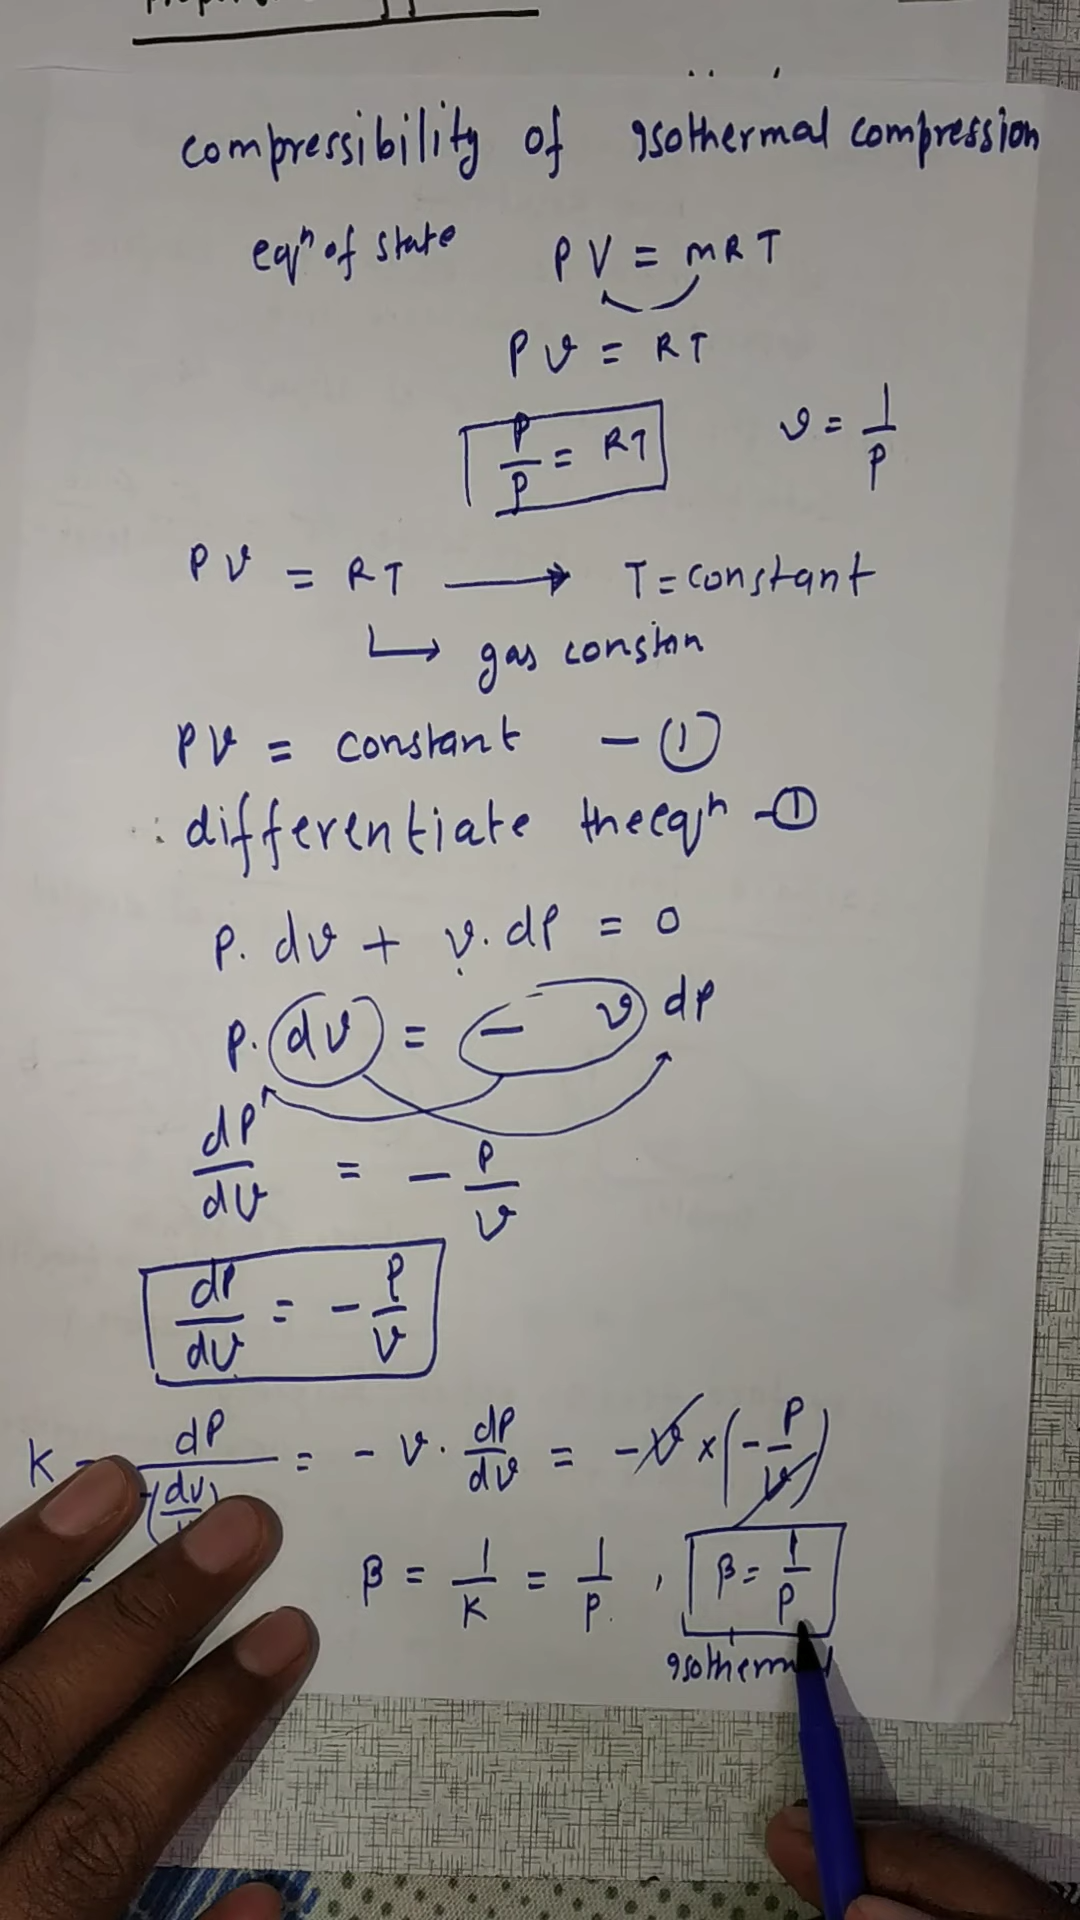 compressibility of isothermal compression
eqⁿ of state PV = mRT
Pv = RT
P/ρ = RT v = 1/ρ
Pv = RT → T = constant
↳ gas constan
Pv = constant - ①
: differentiate the eqⁿ - ①
P. dv + v. dP = 0
P. dv = - v dP
dP/dv = - P/v
dP/dv = - P/v
K = dP/-(dv/v) = - v. dP/dv = - v × (- P/v)
β = 1/K = 1/P , β = 1/P
isothermal